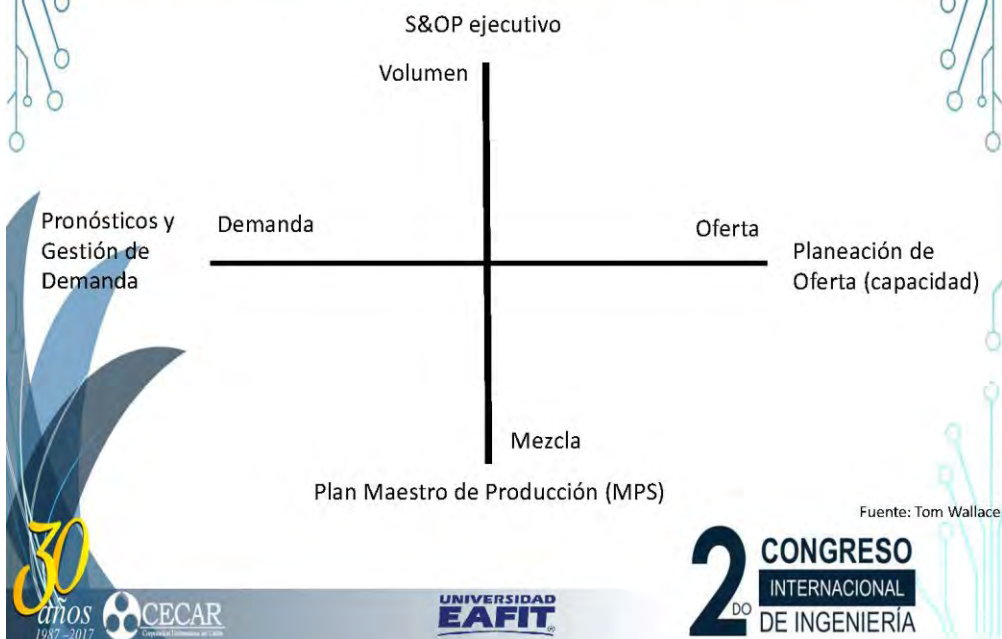 S&OP ejecutivo
Volumen
Pronósticos y
Gestión de
Demanda
Demanda
Oferta
Planeación de
Oferta (capacidad)
Mezcla
Plan Maestro de Producción (MPS)
Fuente: Tom Wallace
30
años
1987 - 2017
CECAR
UNIVERSIDAD
EAFIT
2
DO
CONGRESO
INTERNACIONAL
DE INGENIERÍA